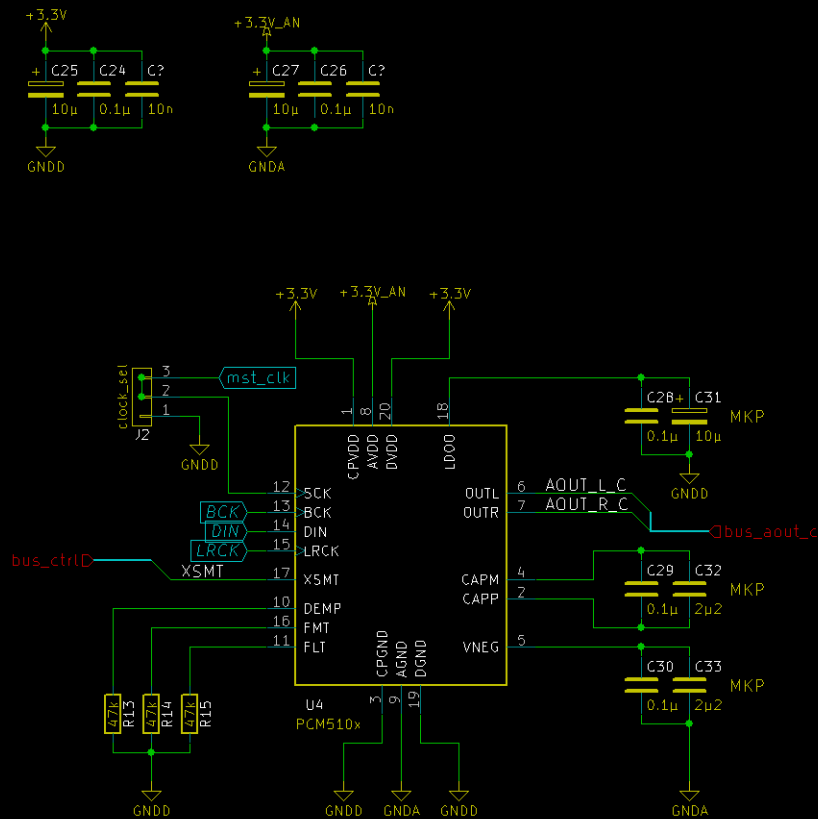 +3.3V
+3.3V_AN
+ C25 C24 C?
10µ 0.1µ 10n
+ C27 C26 C?
10µ 0.1µ 10n
GNDD
GNDA
+3.3V
+3.3V_AN
+3.3V
clock_sel
3
2
1
J2
mst_clk
GNDD
1
8
20
18
CPVDD
AVDD
DVDD
LDOO
C28 + C31
0.1µ 10µ
MKP
GNDD
12 SCK
BCK 13 BCK
DIN 14 DIN
LRCK 15 LRCK
bus_ctrl
XSMT 17 XSMT
10 DEMP
16 FMT
11 FLT
OUTL 6 AOUT_L_C
OUTR 7 AOUT_R_C
bus_aout_c
CAPM 4
CAPP 2
C29 C32
0.1µ 2µ2
MKP
VNEG 5
C30 C33
0.1µ 2µ2
MKP
CPGND
AGND
DGND
3
9
19
U4
PCM510x
47k R13
47k R14
47k R15
GNDD
GNDD
GNDA
GNDD
GNDA